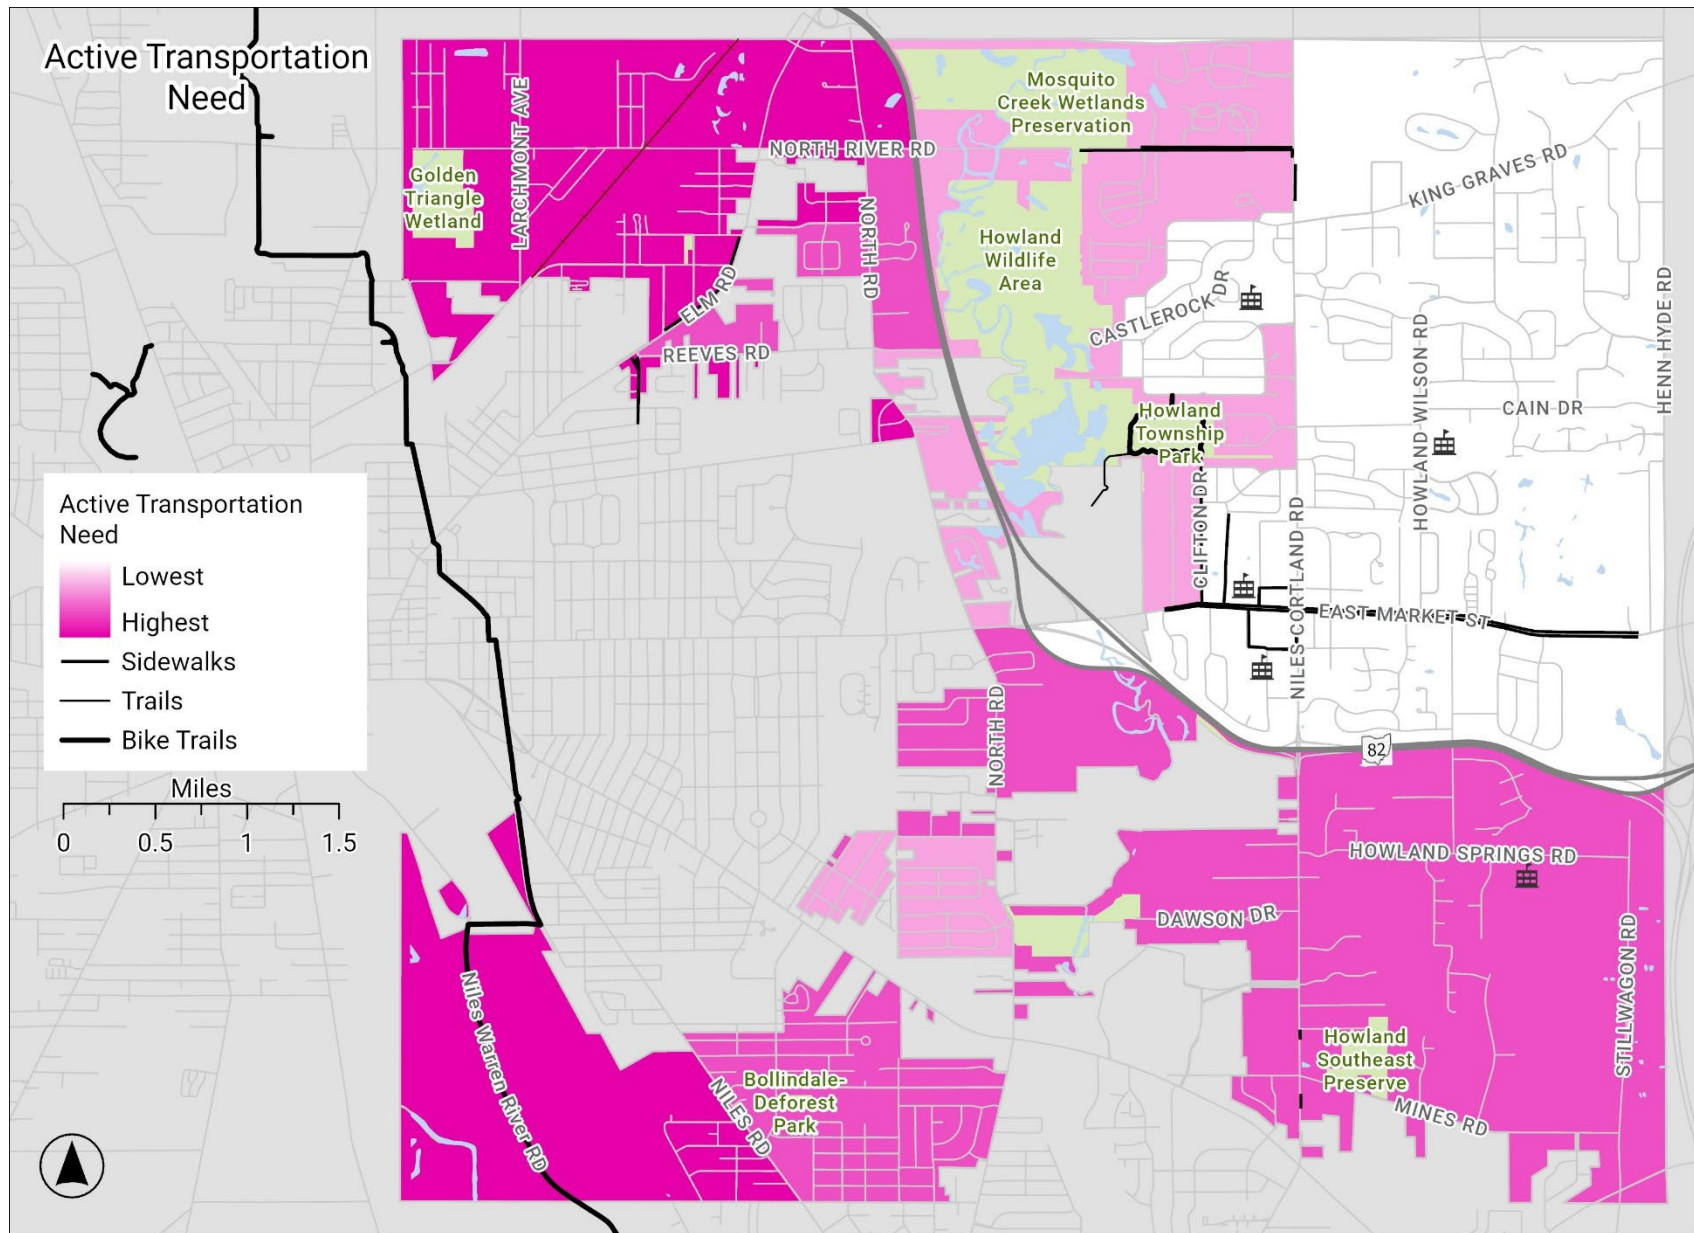 Active Transportation
Need
Mosquito
Creek Wetlands
Preservation
LARCHMONT AVE
NORTH RIVER RD
KING GRAVES RD
Golden
Triangle
Wetland
NORTH RD
Howland
Wildlife
Area
ELM RD
CASTLEROCK DR
HENN HYDE RD
REEVES RD
HOWLAND WILSON RD
CAIN DR
Howland
Township
Park
CLIFTON DR
NILES CORTLAND RD
EAST MARKET ST
Active Transportation
Need
Lowest
Highest
Sidewalks
Trails
Bike Trails
Miles
0 0.5 1 1.5
NORTH RD
82
HOWLAND SPRINGS RD
DAWSON DR
STILLWAGON RD
Niles Warren River RD
Howland
Southeast
Preserve
MINES RD
NILES RD
Bollindale-
Deforest
Park